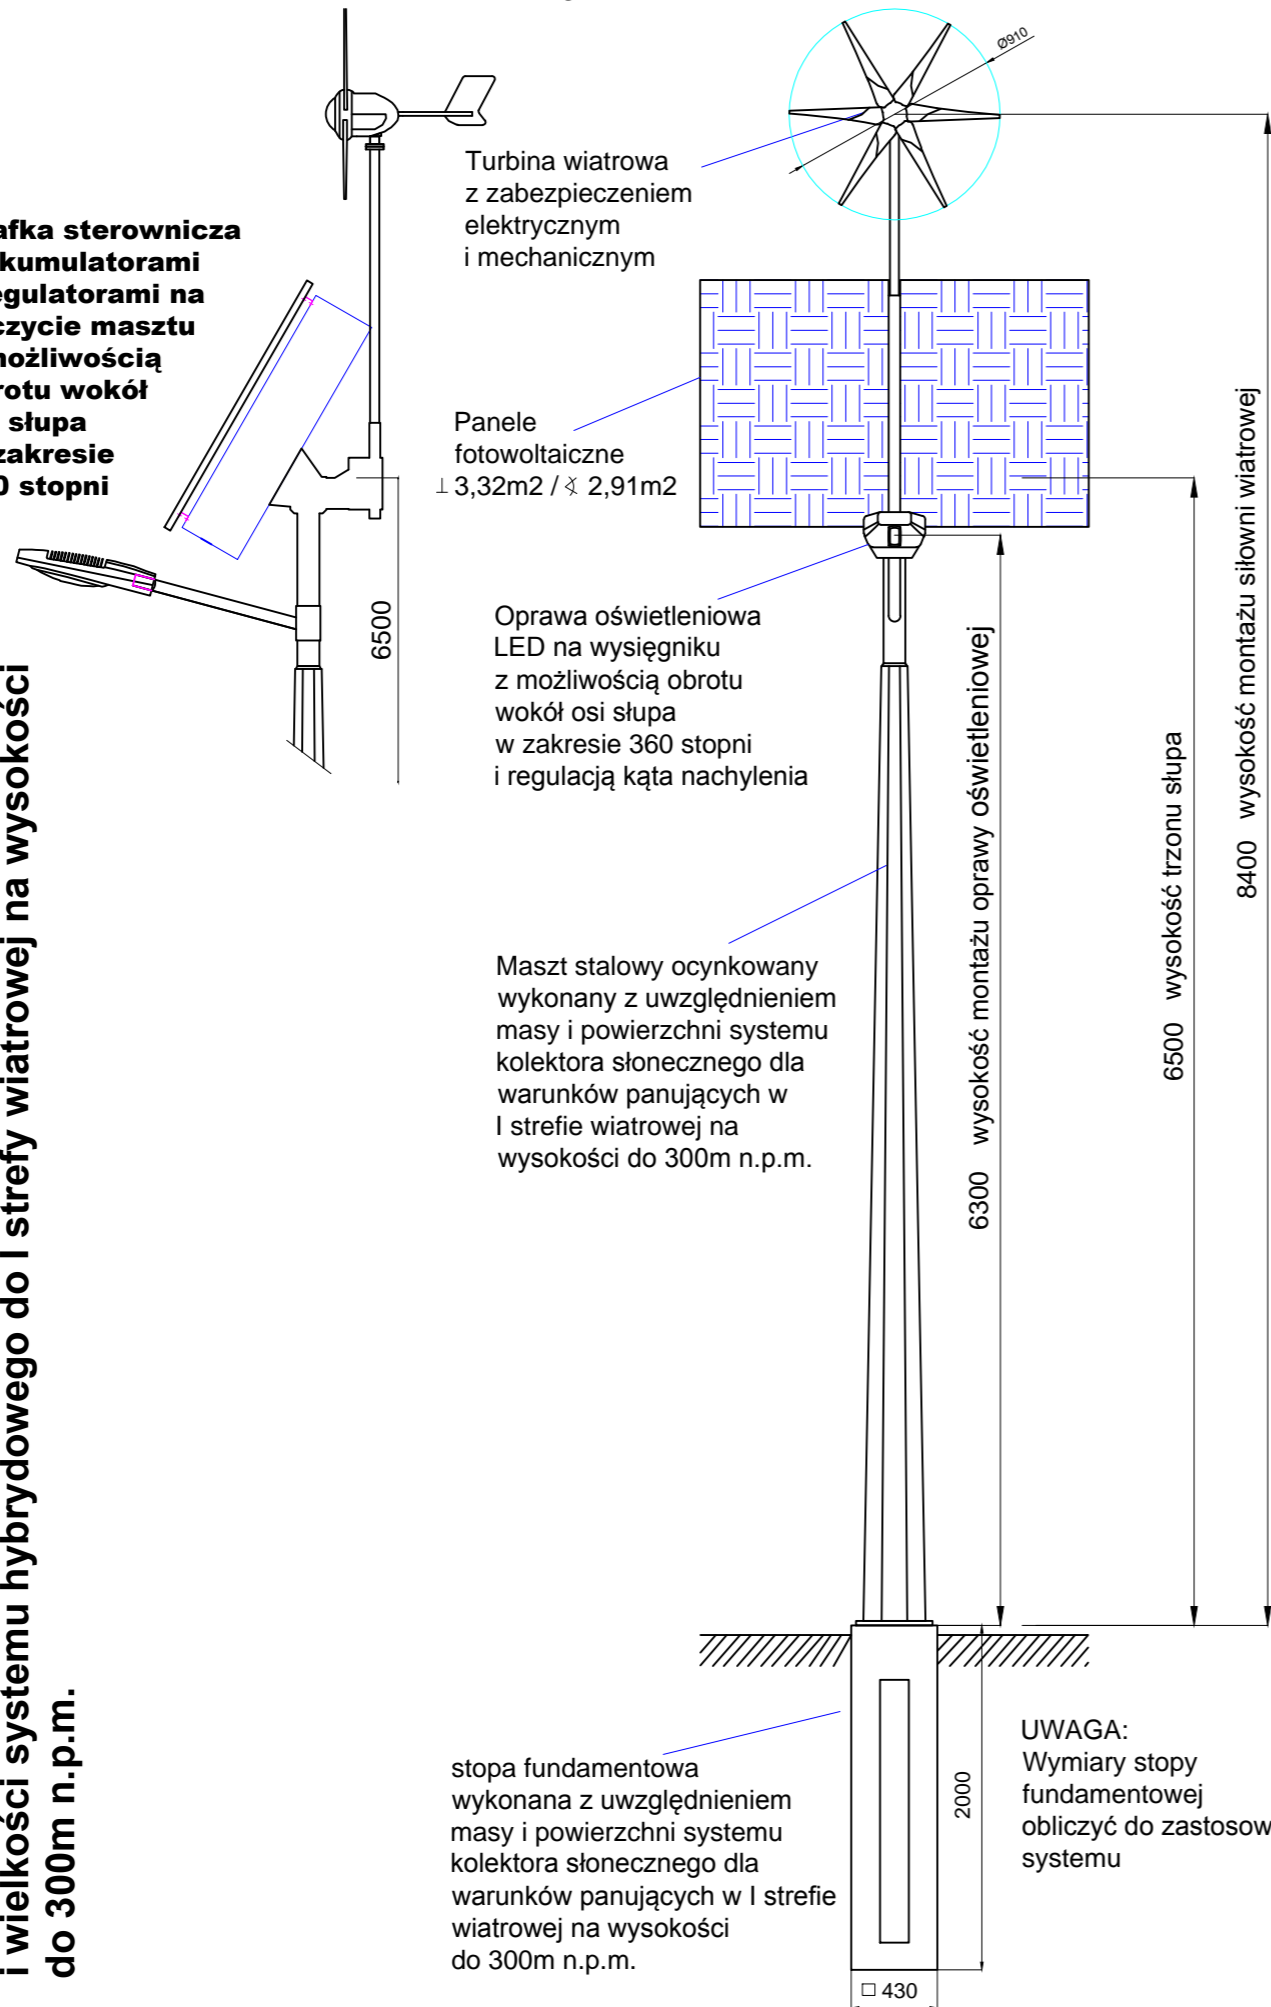 Ø910
Turbina wiatrowa
z zabezpieczeniem
elektrycznym
i mechanicznym
afka sterownicza
kumulatorami
egulatorami na
czycie masztu
możliwością
rotu wokół
słupa
zakresie
0 stopni
Panele
fotowoltaiczne
⊥ 3,32m2 / ∢ 2,91m2
6500
Oprawa oświetleniowa
LED na wysięgniku
z możliwością obrotu
wokół osi słupa
w zakresie 360 stopni
i regulacją kąta nachylenia
Maszt stalowy ocynkowany
wykonany z uwzględnieniem
masy i powierzchni systemu
kolektora słonecznego dla
warunków panujących w
I strefie wiatrowej na
wysokości do 300m n.p.m.
6300 wysokość montażu oprawy oświetleniowej
6500 wysokość trzonu słupa
8400 wysokość montażu siłowni wiatrowej
i wielkości systemu hybrydowego do I strefy wiatrowej na wysokości
do 300m n.p.m.
stopa fundamentowa
wykonana z uwzględnieniem
masy i powierzchni systemu
kolektora słonecznego dla
warunków panujących w I strefie
wiatrowej na wysokości
do 300m n.p.m.
2000
□ 430
UWAGA:
Wymiary stopy
fundamentowej
obliczyć do zastosow
systemu